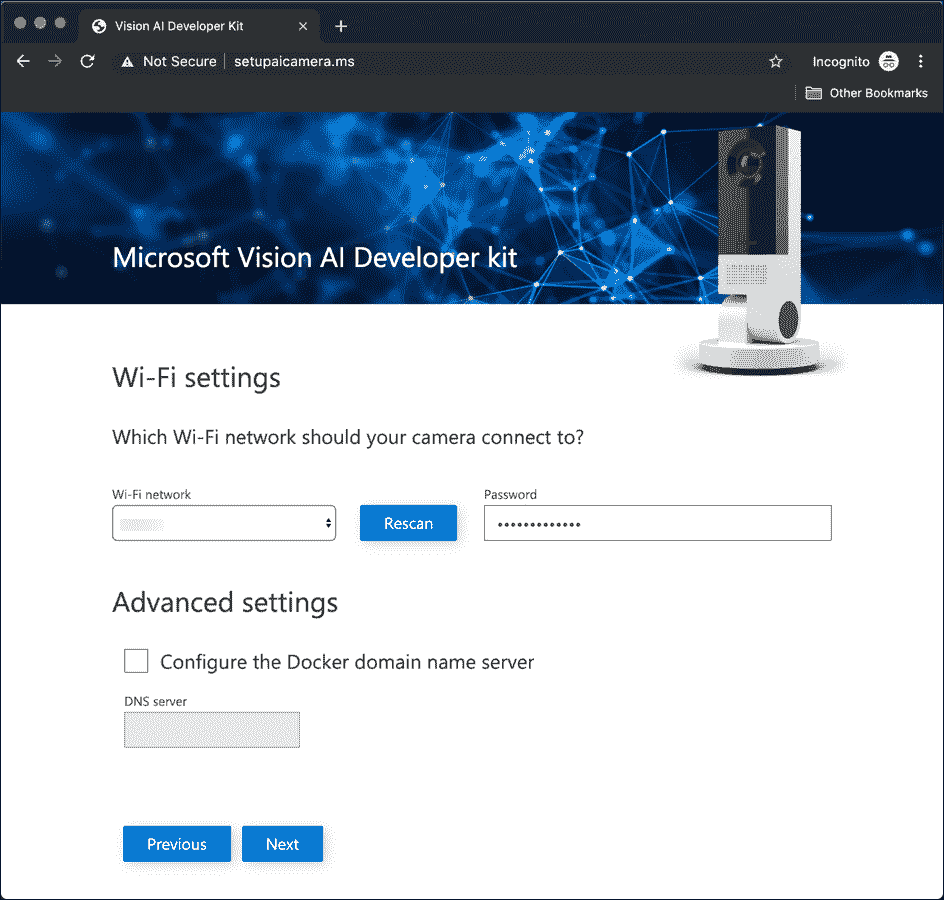 Vision AI Developer Kit
Not Secure setupaicamera.ms Incognito
Other Bookmarks
Microsoft Vision AI Developer kit
Wi-Fi settings
Which Wi-Fi network should your camera connect to?
Wi-Fi network Password
Rescan •••••••••••••
Advanced settings
Configure the Docker domain name server
DNS server
Previous Next